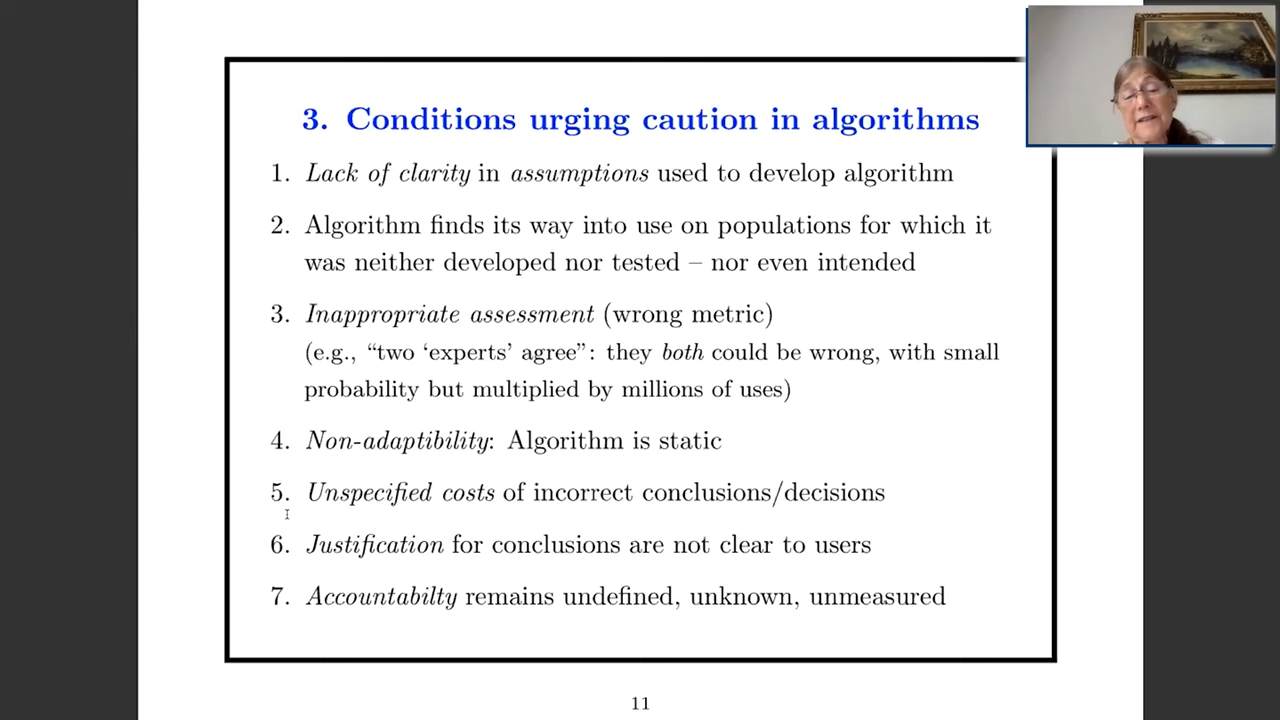 3. Conditions urging caution in algorithms
1. Lack of clarity in assumptions used to develop algorithm
2. Algorithm finds its way into use on populations for which it
was neither developed nor tested – nor even intended
3. Inappropriate assessment (wrong metric)
(e.g., “two ‘experts’ agree”: they both could be wrong, with small
probability but multiplied by millions of uses)
4. Non-adaptibility: Algorithm is static
5. Unspecified costs of incorrect conclusions/decisions
6. Justification for conclusions are not clear to users
7. Accountabilty remains undefined, unknown, unmeasured
11